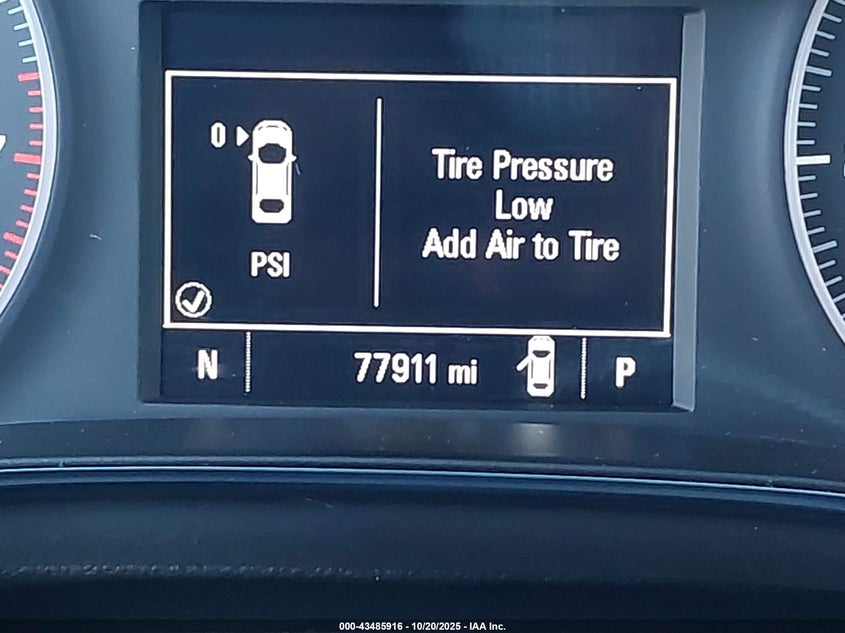 0
Tire Pressure
Low
Add Air to Tire
PSI
N
77911 mi
P
000-43485916 - 10/20/2025 - IAA Inc.